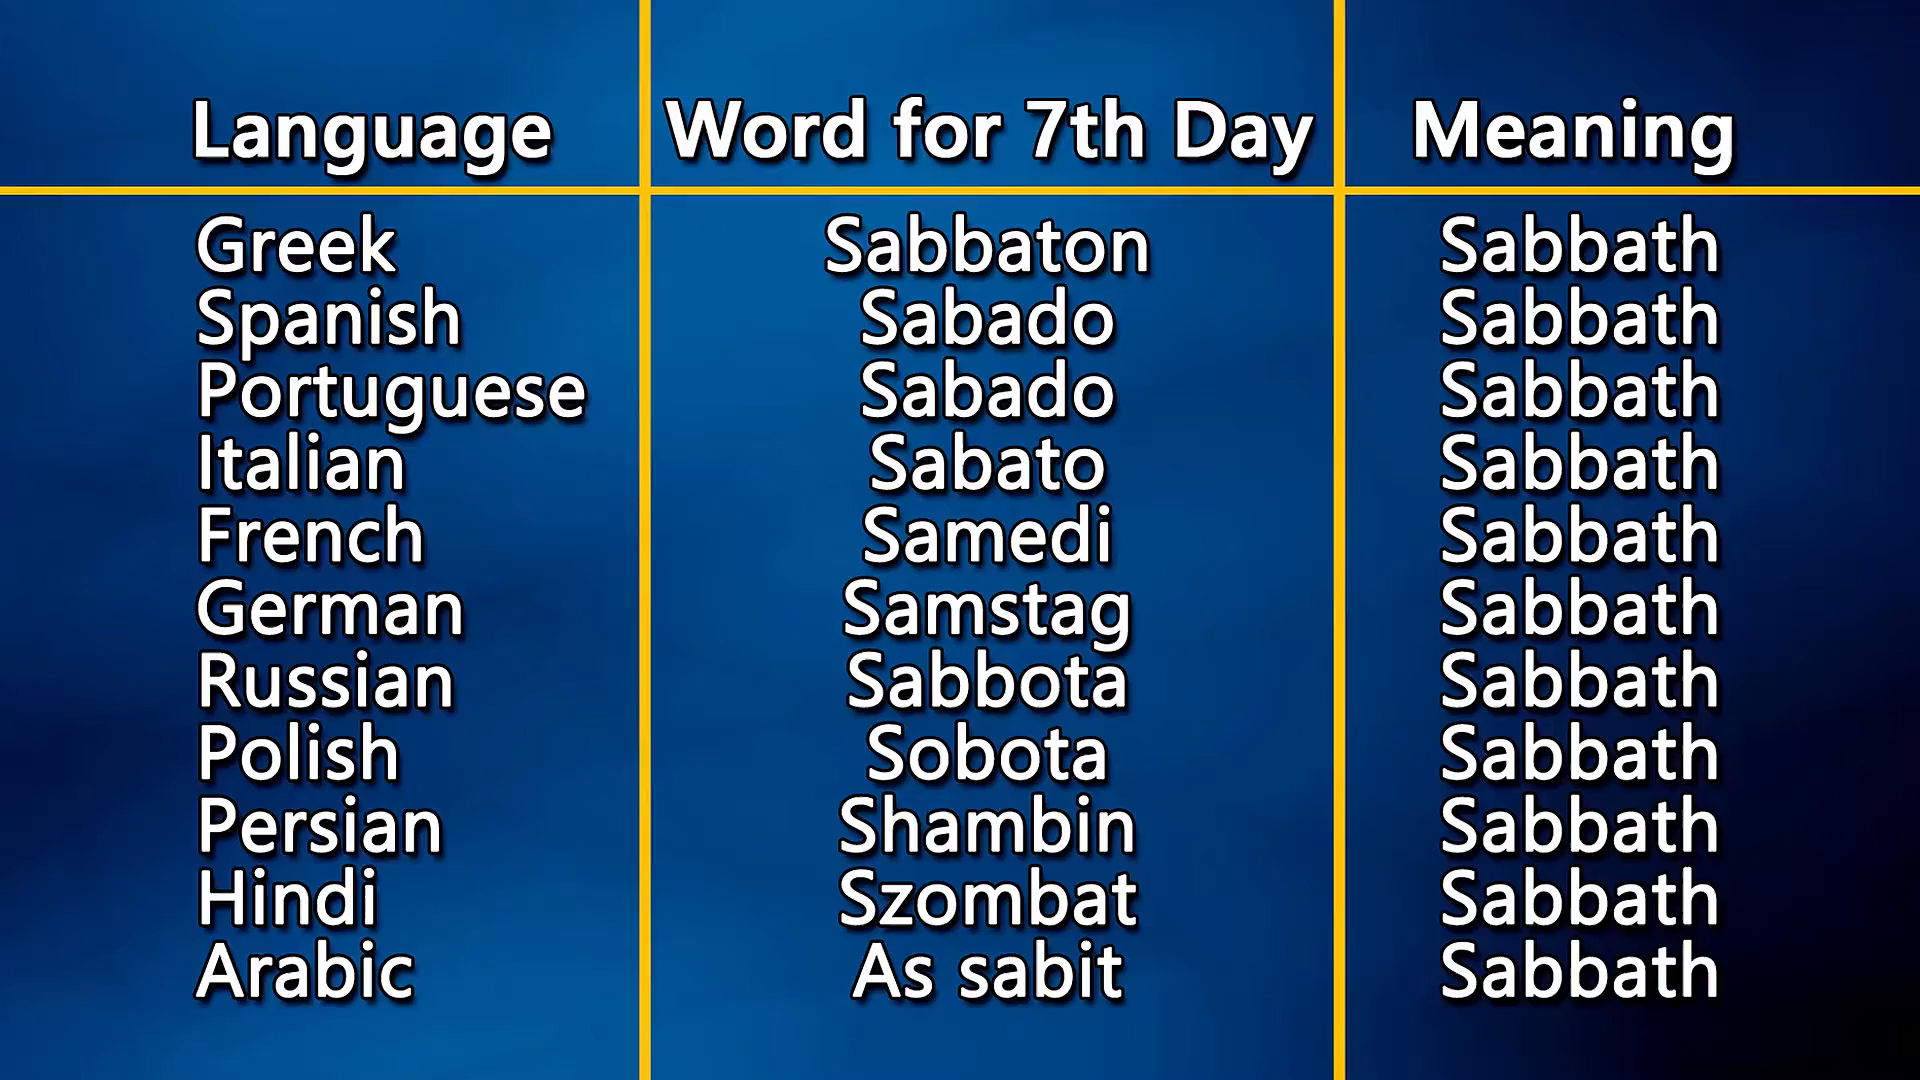 Language Word for 7th Day Meaning
Greek Sabbaton Sabbath
Spanish Sabado Sabbath
Portuguese Sabado Sabbath
Italian Sabato Sabbath
French Samedi Sabbath
German Samstag Sabbath
Russian Sabbota Sabbath
Polish Sobota Sabbath
Persian Shambin Sabbath
Hindi Szombat Sabbath
Arabic As sabit Sabbath